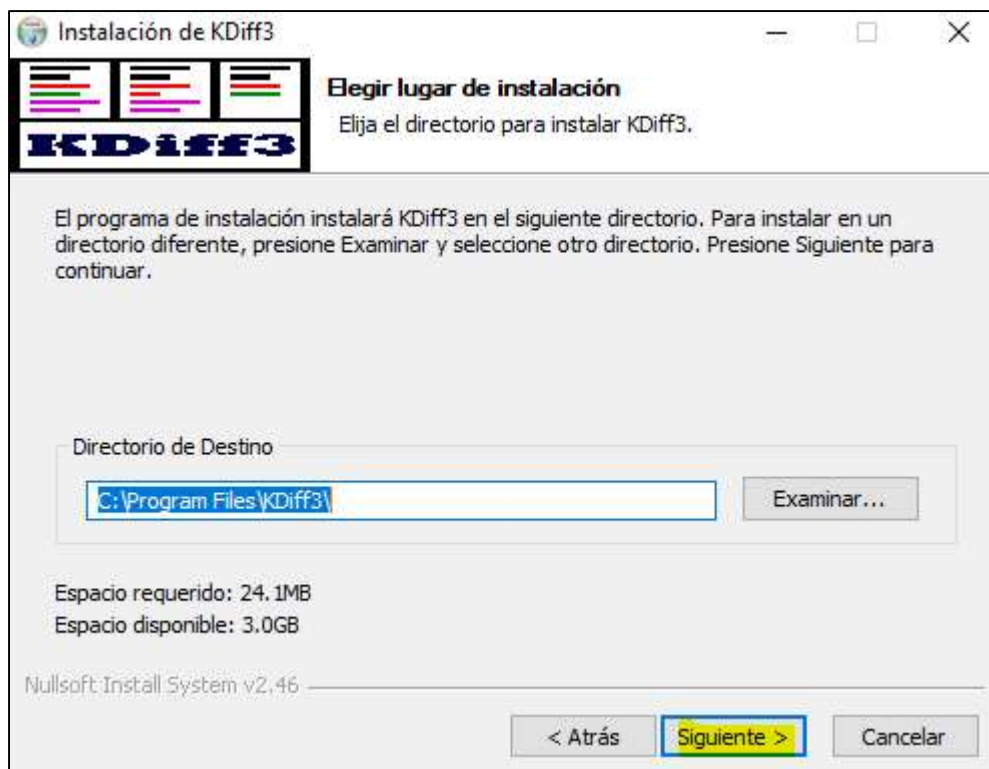 Instalación de KDiff3
KDiff3
Elegir lugar de instalación
Elija el directorio para instalar KDiff3.
El programa de instalación instalará KDiff3 en el siguiente directorio. Para instalar en un
directorio diferente, presione Examinar y seleccione otro directorio. Presione Siguiente para
continuar.
Directorio de Destino
C:\Program Files\KDiff3\
Examinar...
Espacio requerido: 24.1MB
Espacio disponible: 3.0GB
Nullsoft Install System v2.46
< Atrás
Siguiente >
Cancelar